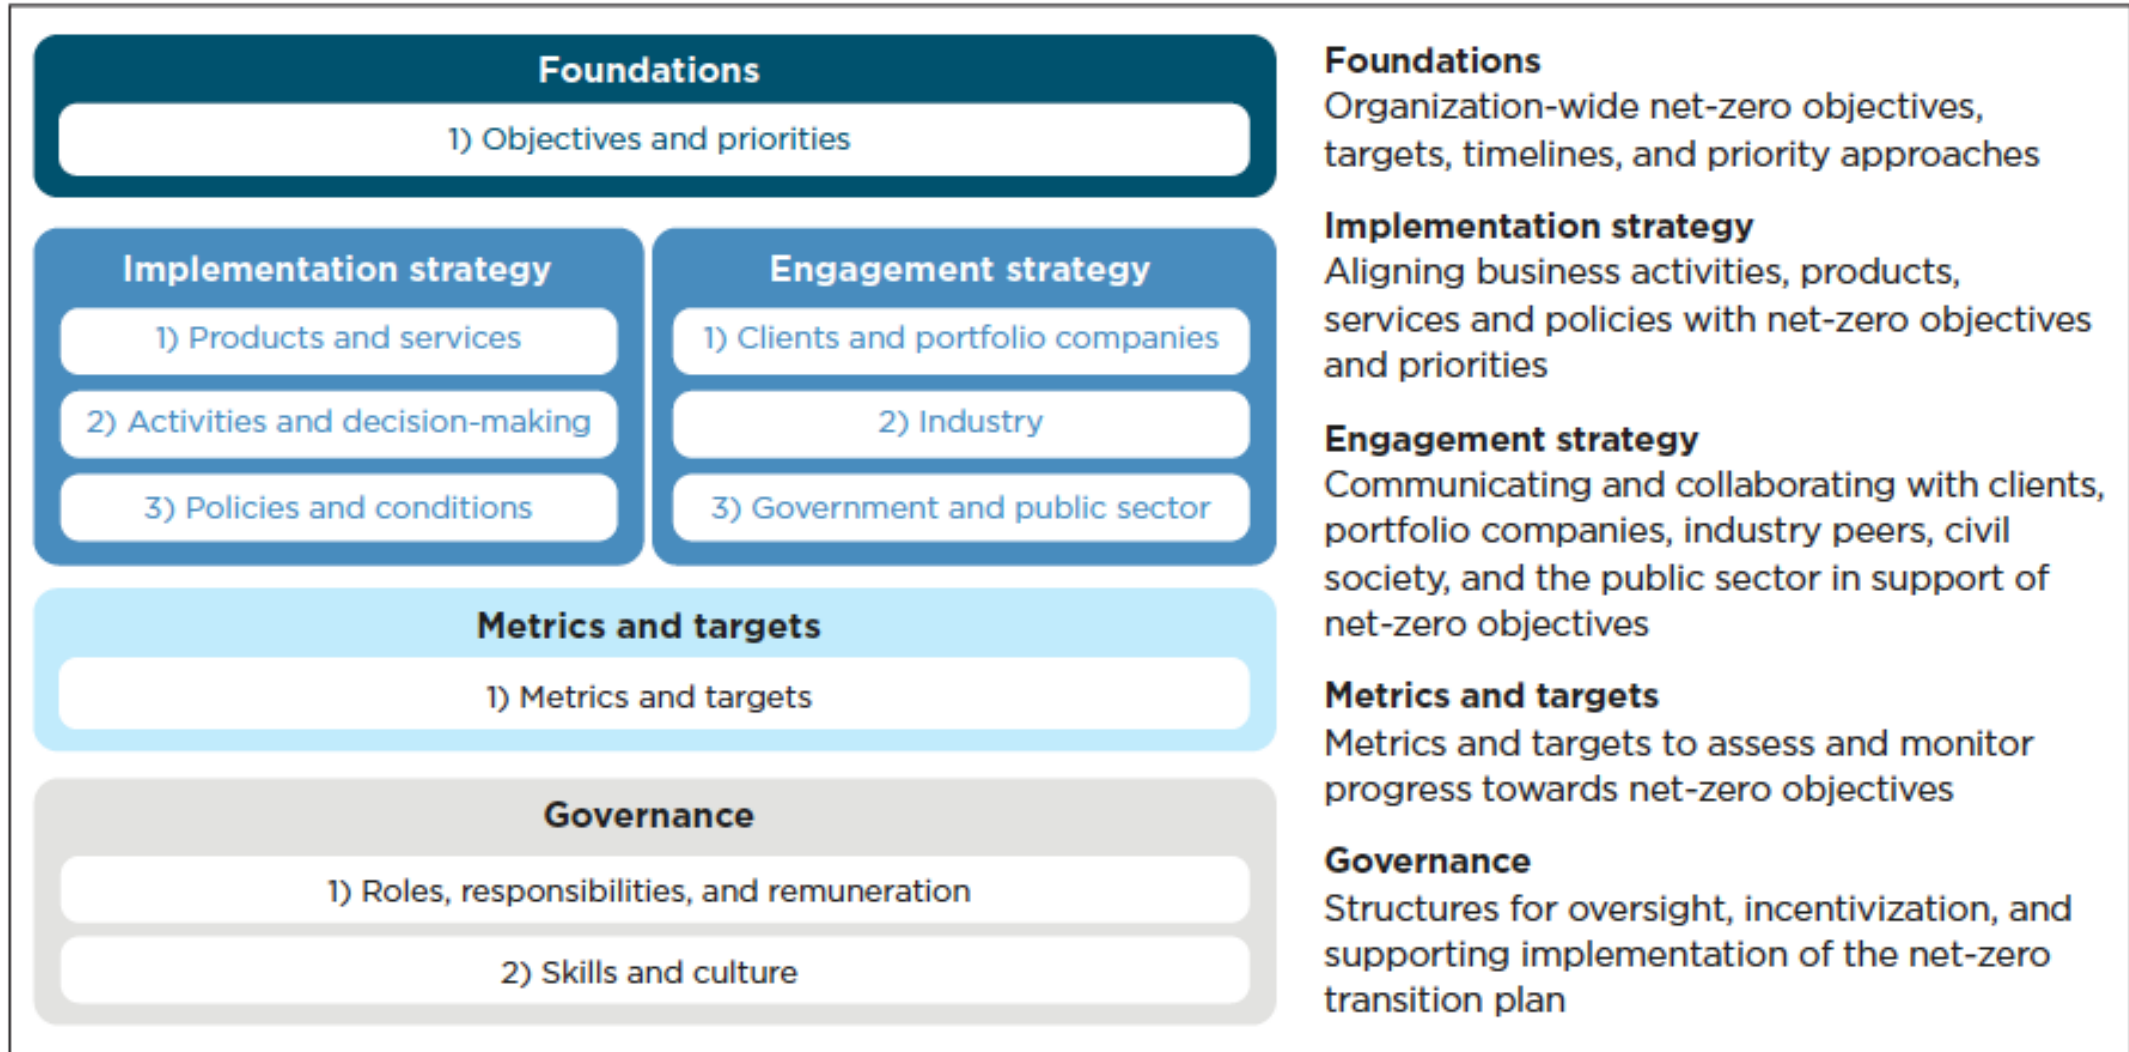 Foundations
1) Objectives and priorities
Implementation strategy
1) Products and services
2) Activities and decision-making
3) Policies and conditions
Engagement strategy
1) Clients and portfolio companies
2) Industry
3) Government and public sector
Metrics and targets
1) Metrics and targets
Governance
1) Roles, responsibilities, and remuneration
2) Skills and culture
Foundations
Organization-wide net-zero objectives,
targets, timelines, and priority approaches
Implementation strategy
Aligning business activities, products,
services and policies with net-zero objectives
and priorities
Engagement strategy
Communicating and collaborating with clients,
portfolio companies, industry peers, civil
society, and the public sector in support of
net-zero objectives
Metrics and targets
Metrics and targets to assess and monitor
progress towards net-zero objectives
Governance
Structures for oversight, incentivization, and
supporting implementation of the net-zero
transition plan